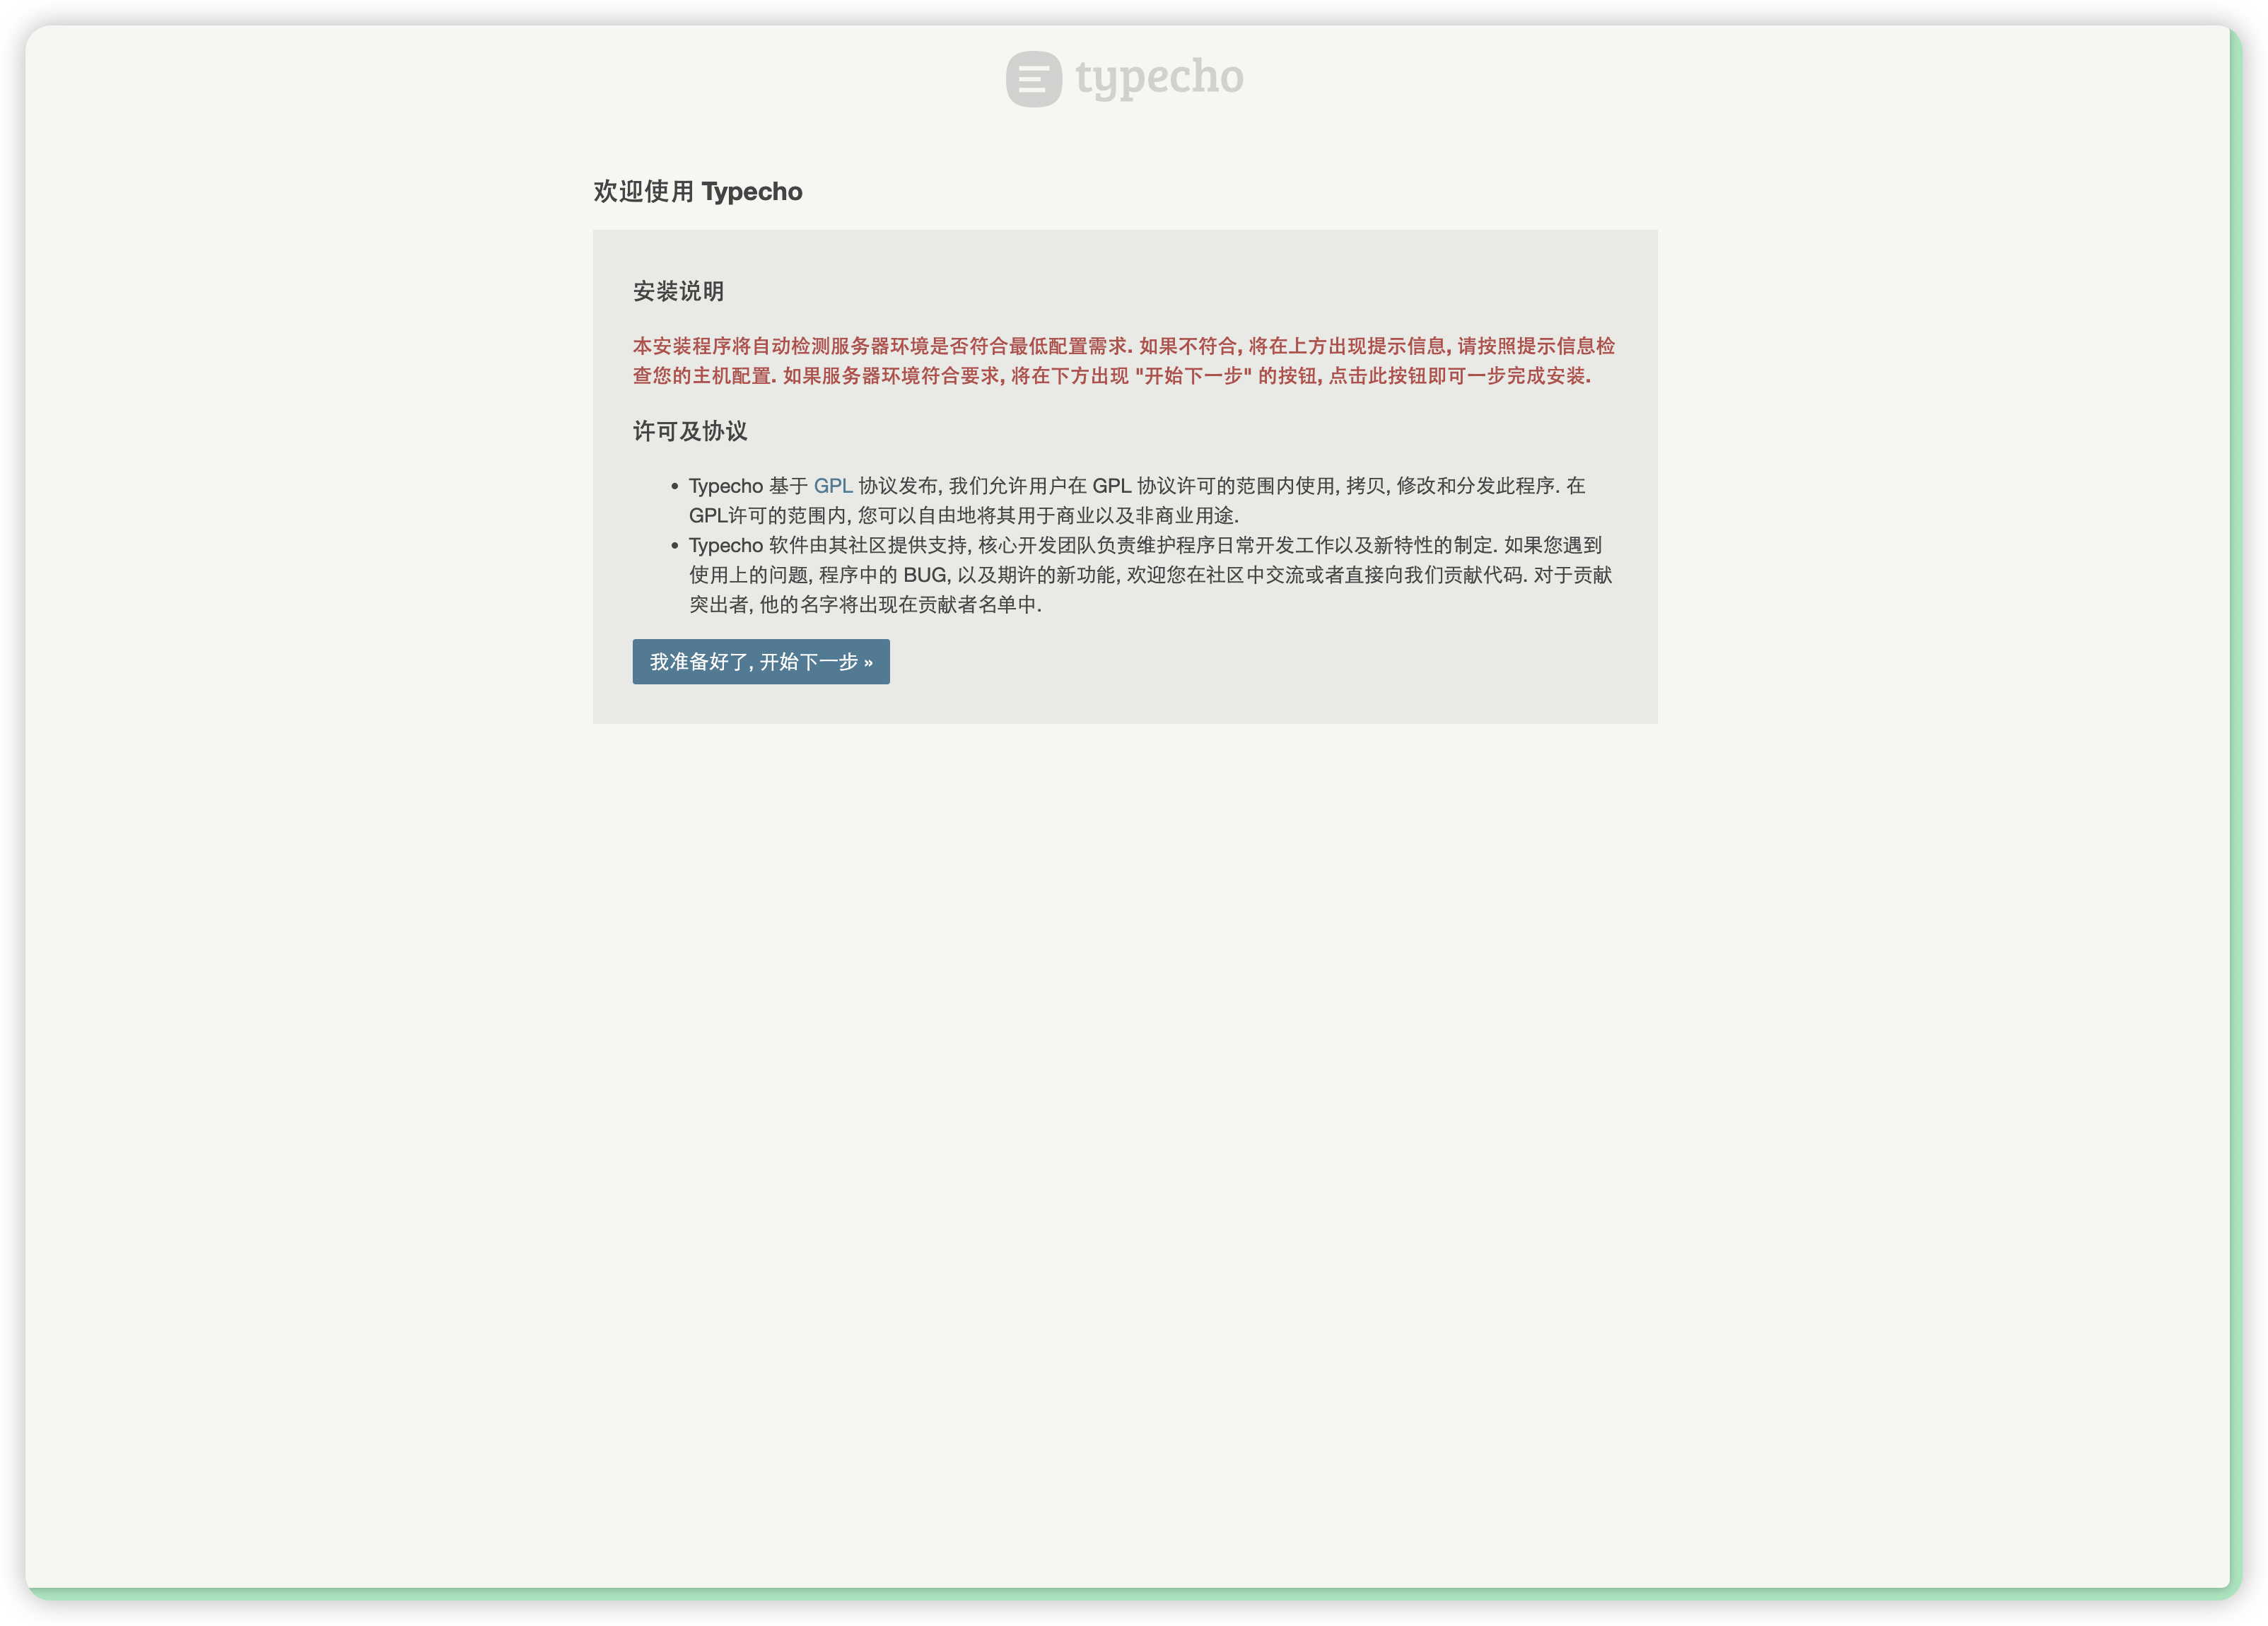 typecho
欢迎使用 Typecho
安装说明
本安装程序将自动检测服务器环境是否符合最低配置需求. 如果不符合, 将在上方出现提示信息, 请按照提示信息检
查您的主机配置. 如果服务器环境符合要求, 将在下方出现 "开始下一步" 的按钮, 点击此按钮即可一步完成安装.
许可及协议
• Typecho 基于 GPL 协议发布, 我们允许用户在 GPL 协议许可的范围内使用, 拷贝, 修改和分发此程序. 在
GPL许可的范围内, 您可以自由地将其用于商业以及非商业用途.
• Typecho 软件由其社区提供支持, 核心开发团队负责维护程序日常开发工作以及新特性的制定. 如果您遇到
使用上的问题, 程序中的 BUG, 以及期许的新功能, 欢迎您在社区中交流或者直接向我们贡献代码. 对于贡献
突出者, 他的名字将出现在贡献者名单中.
我准备好了, 开始下一步 »